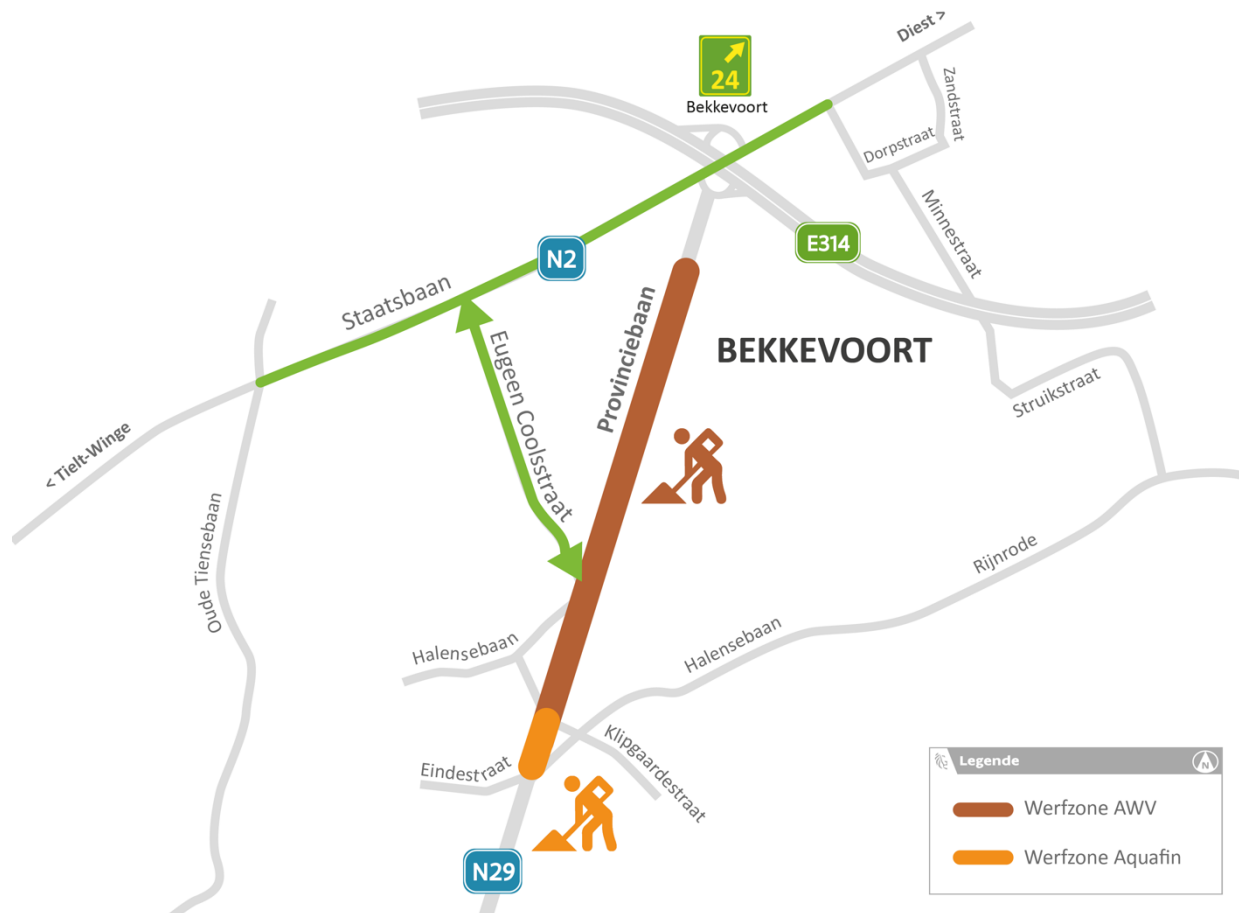 Diest >
24
Bekkevoort
Zandstraat
Dorpstraat
Minnestraat
E314
N2
Staatsbaan
Eugeen Coolsstraat
Provinciebaan
BEKKEVOORT
Struikstraat
< Tielt-Winge
Oude Tiensebaan
Rijnrode
Halensebaan
Halensebaan
Klipgaardestraat
Eindestraat
N29
Legende
N
Werfzone AWV
Werfzone Aquafin